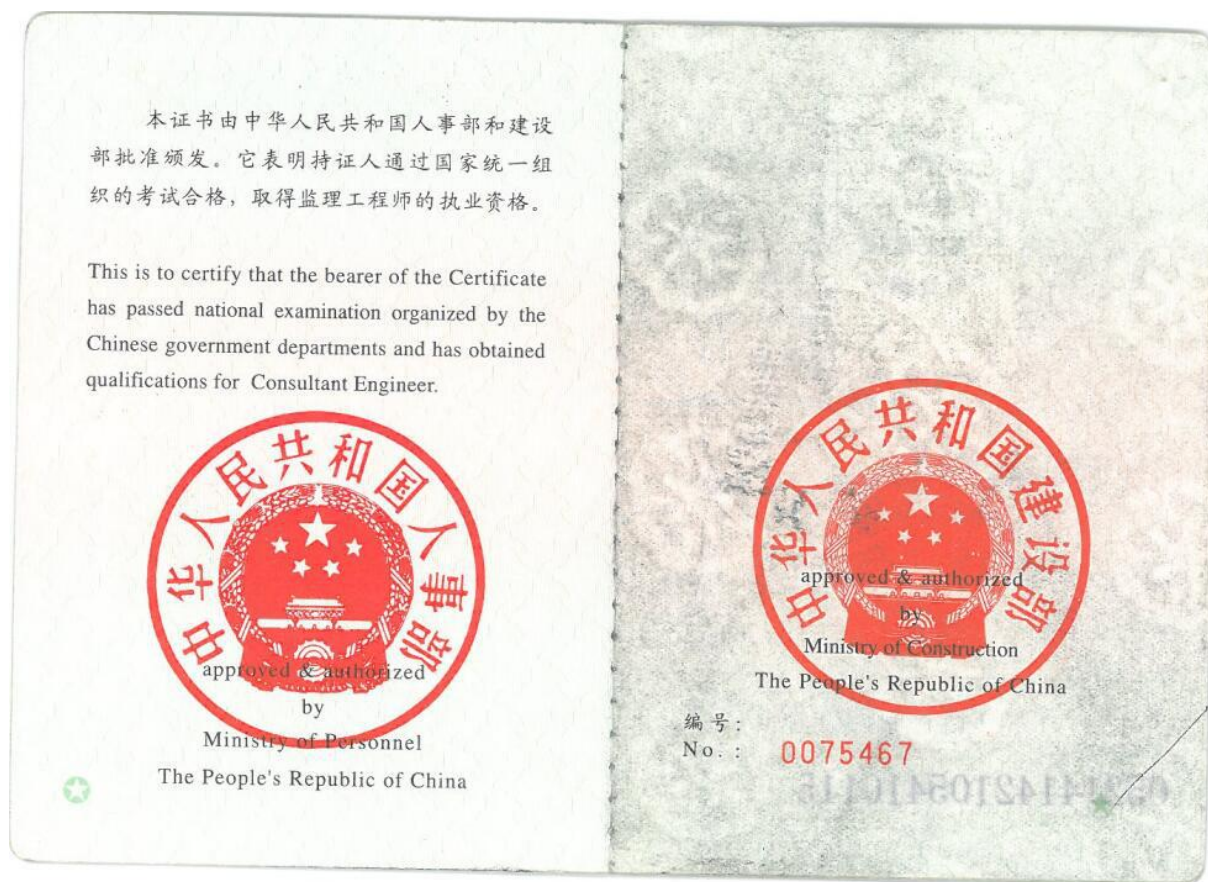 本证书由中华人民共和国人事部和建设
部批准颁发。它表明持证人通过国家统一组
织的考试合格，取得监理工程师的执业资格。
This is to certify that the bearer of the Certificate
has passed national examination organized by the
Chinese government departments and has obtained
qualifications for Consultant Engineer.
中华人民共和国人事部
approved & authorized
by
Ministry of Personnel
The People's Republic of China
中华人民共和国建设部
approved & authorized
by
Ministry of Construction
The People's Republic of China
编号:
No.: 0075467